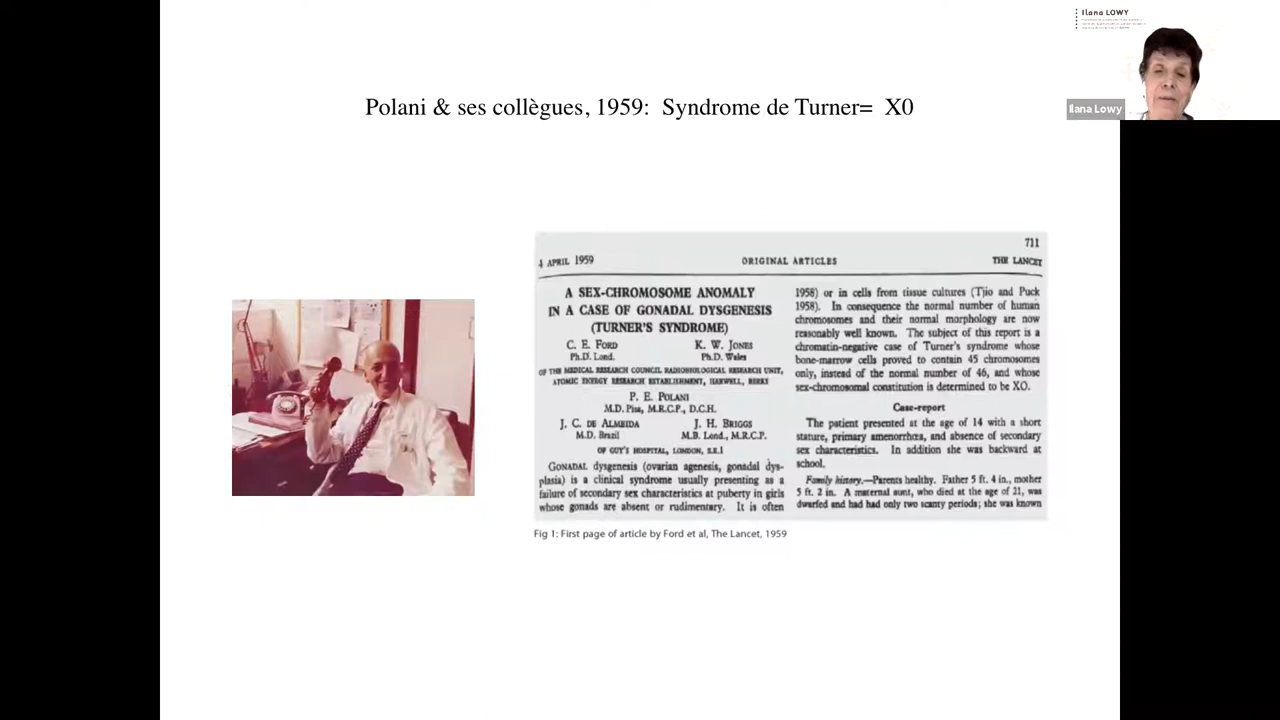 Ilana LOWY
Ilana Lowy
Polani & ses collègues, 1959: Syndrome de Turner= X0
711
4 APRIL 1959 ORIGINAL ARTICLES THE LANCET
A SEX-CHROMOSOME ANOMALY
IN A CASE OF GONADAL DYSGENESIS
(TURNER'S SYNDROME)
C. E. FORD K. W. JONES
Ph.D. Lond. Ph.D. Wales
OF THE MEDICAL RESEARCH COUNCIL RADIOBIOLOGICAL RESEARCH UNIT,
ATOMIC ENERGY RESEARCH ESTABLISHMENT, HARWELL, BERKS
P. E. POLANI
M.D. Pisa, M.R.C.P., D.C.H.
J. C. DE ALMEIDA J. H. BRIGGS
M.D. Brazil M.B. Lond., M.R.C.P.
OF GUY'S HOSPITAL, LONDON, S.E.1
GONADAL dysgenesis (ovarian agenesis, gonadal dys-
plasia) is a clinical syndrome usually presenting as a
failure of secondary sex characteristics at puberty in girls
whose gonads are absent or rudimentary. It is often
1958) or in cells from tissue cultures (Tjio and Puck
1958). In consequence the normal number of human
chromosomes and their normal morphology are now
reasonably well known. The subject of this report is a
chromatin-negative case of Turner's syndrome whose
bone-marrow cells proved to contain 45 chromosomes
only, instead of the normal number of 46, and whose
sex-chromosomal constitution is determined to be XO.
Case-report
The patient presented at the age of 14 with a short
stature, primary amenorrhœa, and absence of secondary
sex characteristics. In addition she was backward at
school.
Family history.—Parents healthy. Father 5 ft. 4 in., mother
5 ft. 2 in. A maternal aunt, who died at the age of 21, was
dwarfed and had had only two scanty periods; she was known
Fig 1: First page of article by Ford et al, The Lancet, 1959